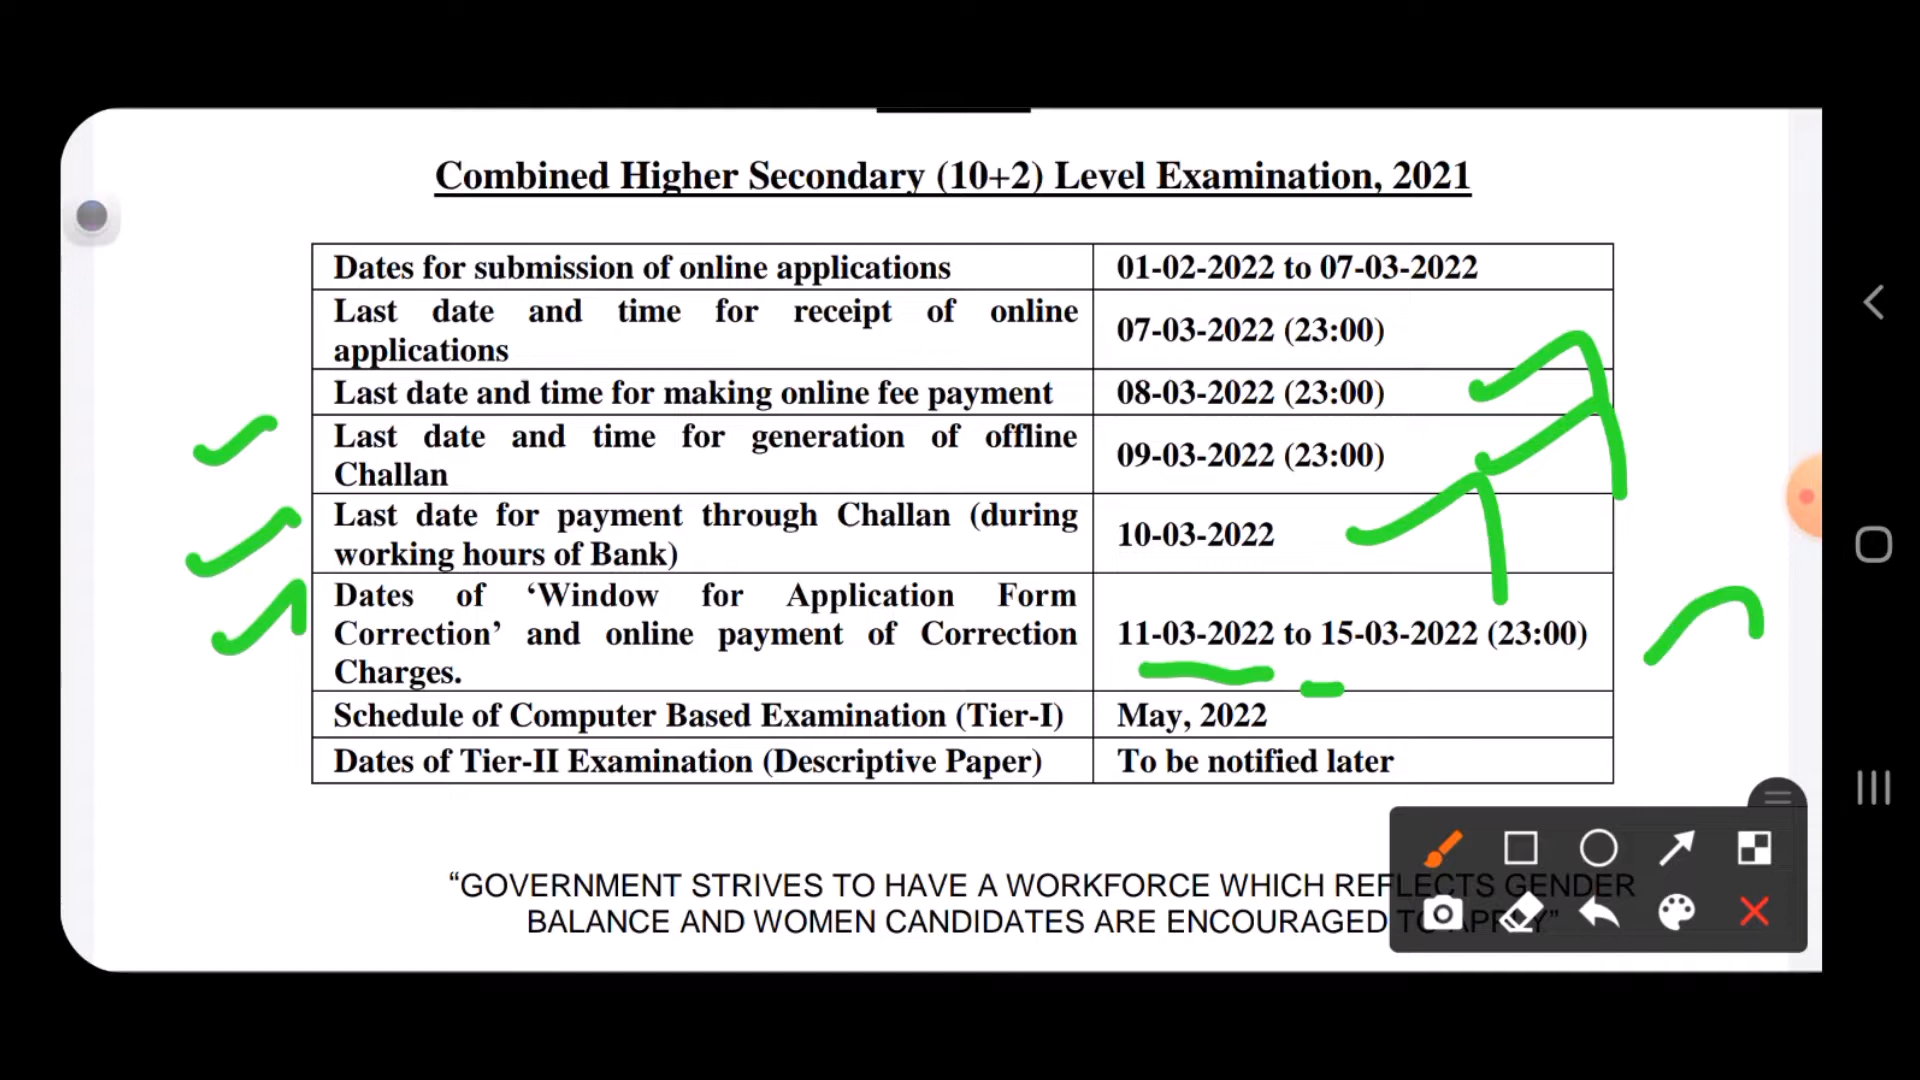 Combined Higher Secondary (10+2) Level Examination, 2021
Dates for submission of online applications 01-02-2022 to 07-03-2022
Last date and time for receipt of online
applications
07-03-2022 (23:00)
Last date and time for making online fee payment 08-03-2022 (23:00)
Last date and time for generation of offline
Challan
09-03-2022 (23:00)
Last date for payment through Challan (during
working hours of Bank)
10-03-2022
Dates of ‘Window for Application Form
Correction’ and online payment of Correction
Charges.
11-03-2022 to 15-03-2022 (23:00)
Schedule of Computer Based Examination (Tier-I) May, 2022
Dates of Tier-II Examination (Descriptive Paper) To be notified later
“GOVERNMENT STRIVES TO HAVE A WORKFORCE WHICH REFLECTS GENDER
BALANCE AND WOMEN CANDIDATES ARE ENCOURAGED TO APPLY”